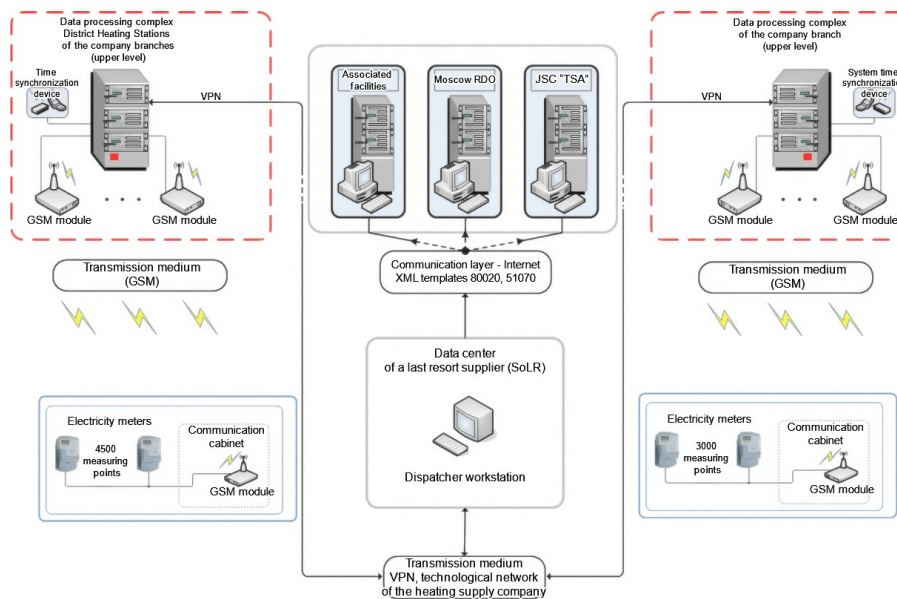 Data processing complex
District Heating Stations
of the company branches
(upper level)
Time
synchronization
device
VPN
GSM module
GSM module
Transmission medium
(GSM)
Electricity meters
4500
measuring
points
Communication
cabinet
GSM module
Associated
facilities
Moscow RDO
JSC "TSA"
Communication layer - Internet
XML templates 80020, 51070
Data center
of a last resort supplier (SoLR)
Dispatcher workstation
Transmission medium
VPN, technological network
of the heating supply company
Data processing complex
of the company branch
(upper level)
System time
synchronization
device
VPN
GSM module
GSM module
Transmission medium
(GSM)
Electricity meters
3000
measuring
points
Communication
cabinet
GSM module